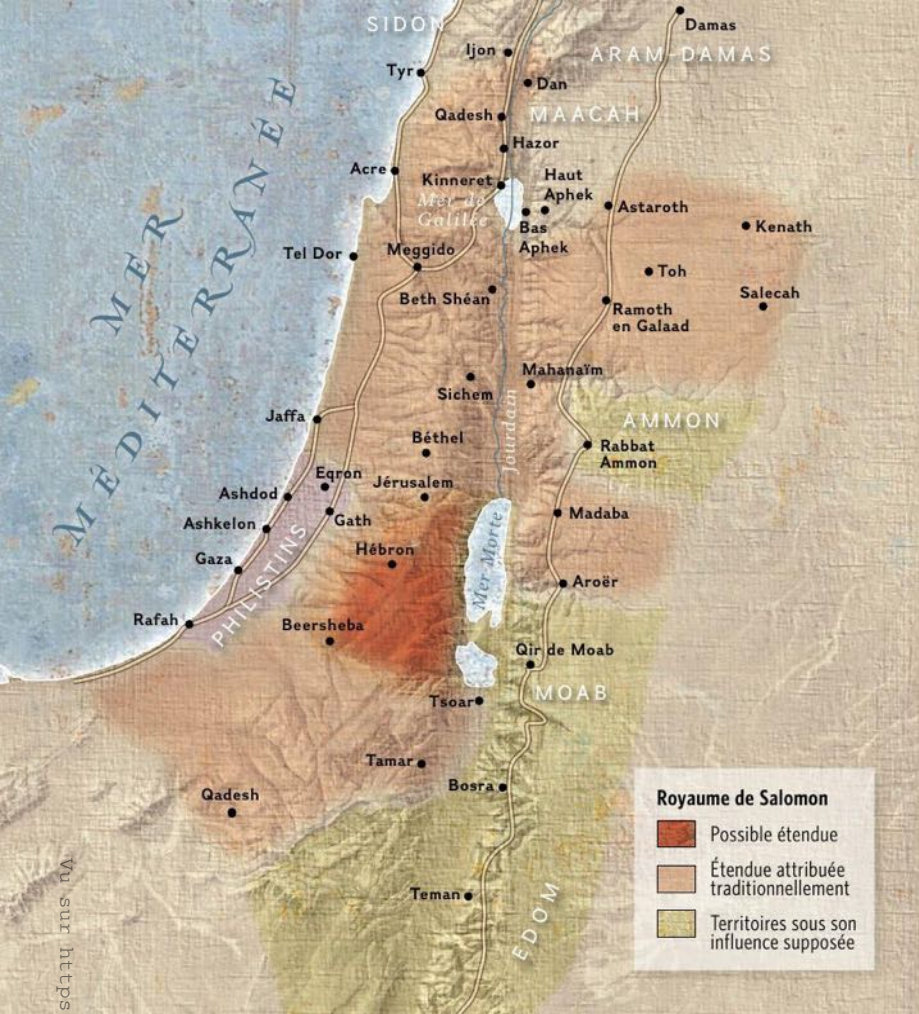 SIDON
Damas
Ijon
ARAM-DAMAS
Tyr
Dan
Qadesh
MAACAH
Hazor
Acre
Kinneret
Haut
Aphek
Mer de
Galilée
Bas
Aphek
Astaroth
Kenath
MER
MÉDITERRANÉE
Tel Dor
Meggido
Toh
Beth Shéan
Salecah
Ramoth
en Galaad
Mahanaïm
Sichem
Jourdain
Jaffa
AMMON
Béthel
Rabbat
Ammon
Eqron
Jérusalem
Ashdod
Gath
Madaba
Ashkelon
PHILISTINS
Mer Morte
Hébron
Gaza
Aroër
Rafah
Beersheba
Qir de Moab
MOAB
Tsoar
Tamar
Bosra
Qadesh
Teman
EDOM
Royaume de Salomon
Possible étendue
Étendue attribuée
traditionnellement
Territoires sous son
influence supposée
Vu sur https